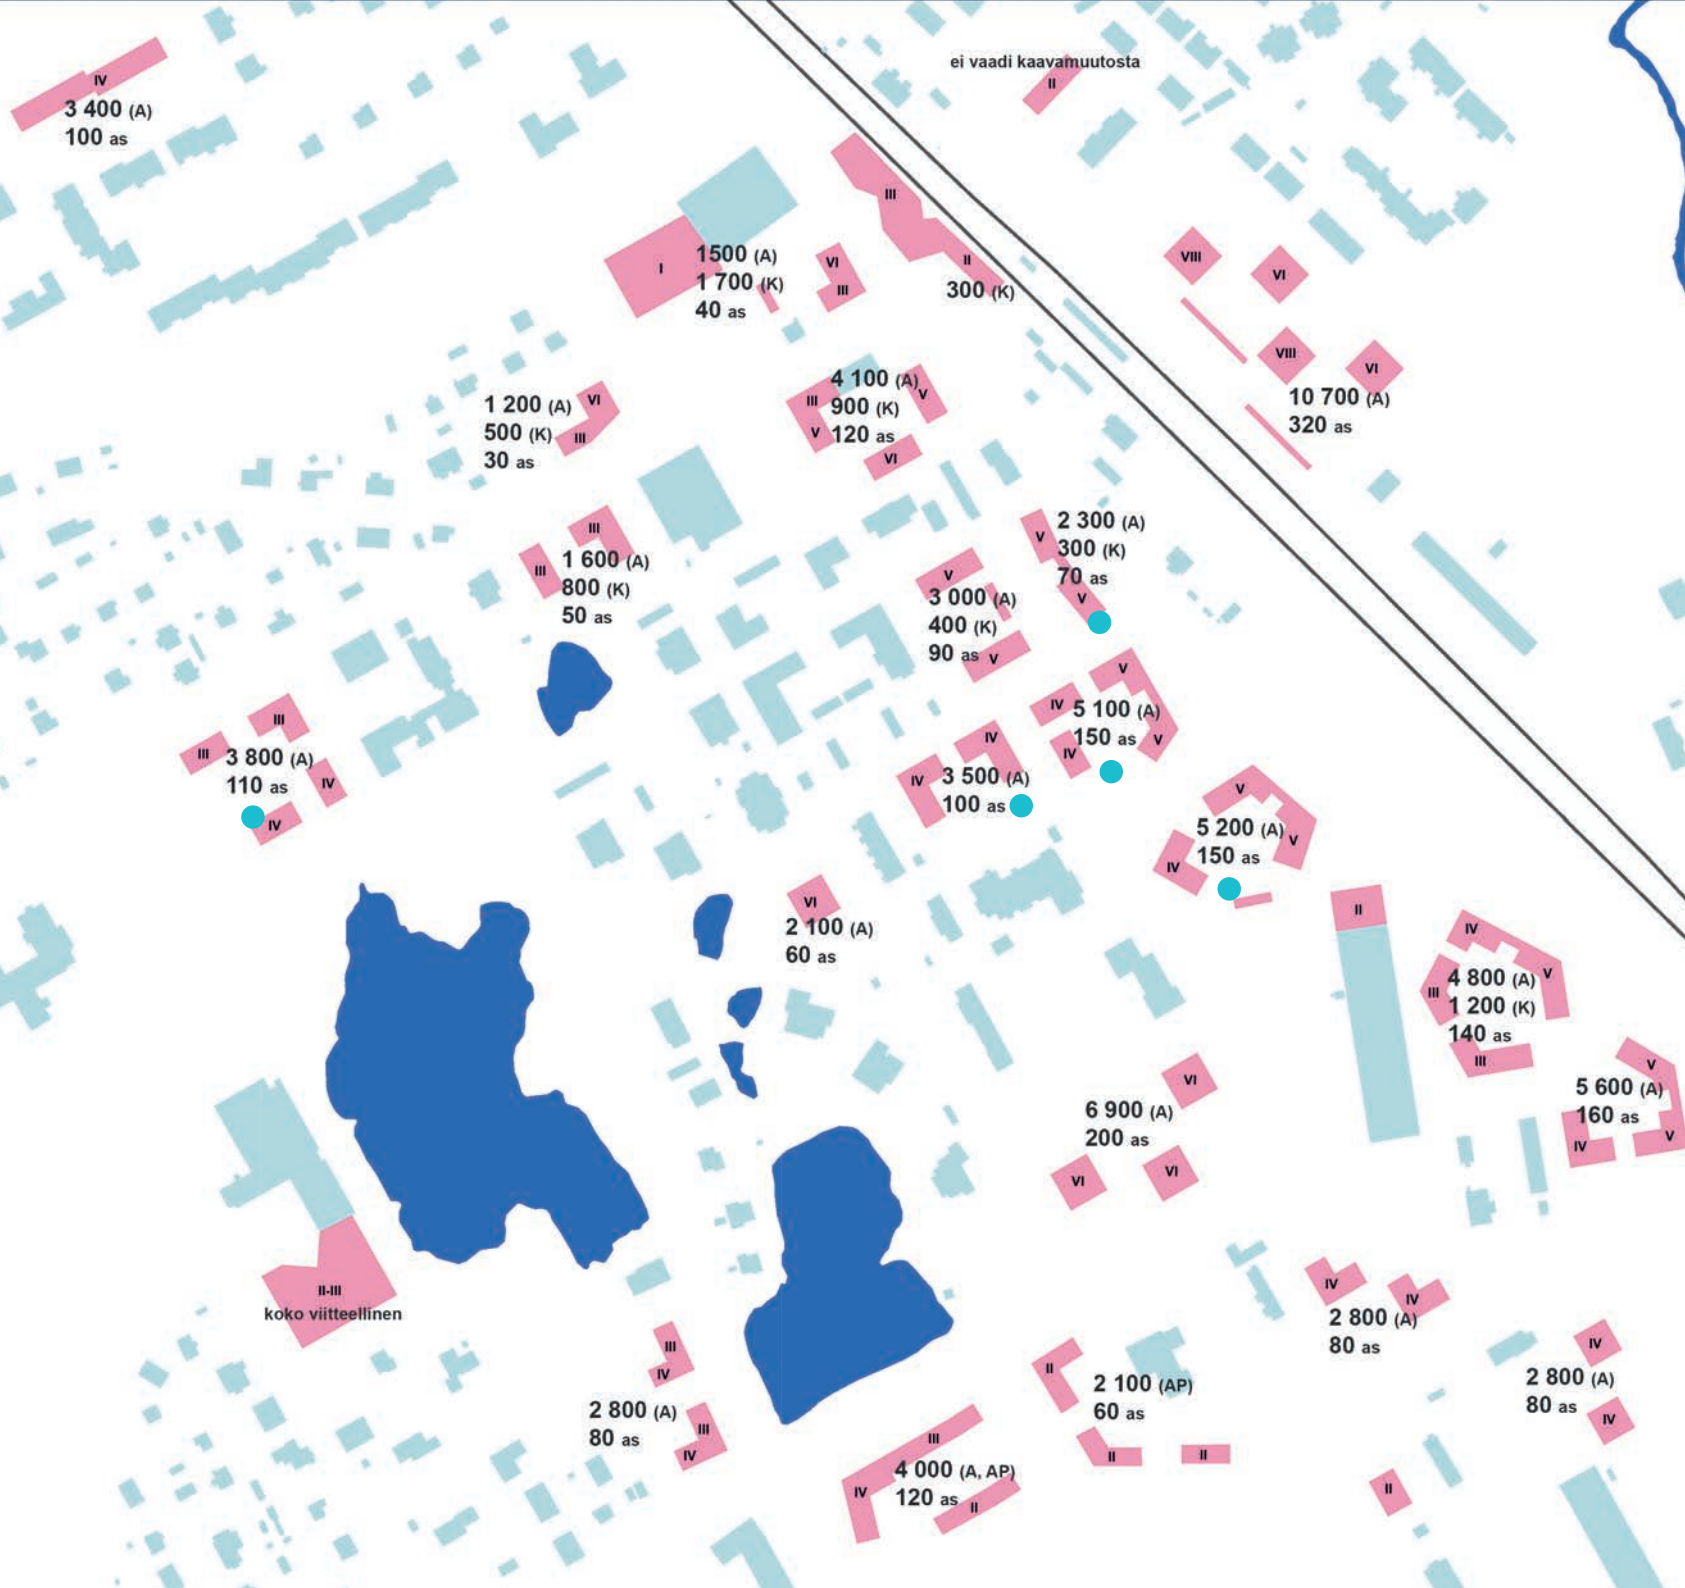 IV
3 400 (A)
100 as
ei vaadi kaavamuutosta
II
III
II
300 (K)
I
1500 (A)
1 700 (K)
40 as
VI
III
VIII
VI
VIII
VI
10 700 (A)
320 as
1 200 (A)
500 (K)
30 as
VI
III
III
V
4 100 (A)
900 (K)
120 as
V
VI
III
III
1 600 (A)
800 (K)
50 as
V
2 300 (A)
300 (K)
70 as
V
V
3 000 (A)
400 (K)
90 as
V
V
IV
5 100 (A)
150 as
IV
V
III
III
3 800 (A)
110 as
IV
IV
IV
IV
3 500 (A)
100 as
V
5 200 (A)
150 as
V
IV
VI
2 100 (A)
60 as
II
IV
V
III
4 800 (A)
1 200 (K)
140 as
III
V
5 600 (A)
160 as
IV
V
VI
6 900 (A)
200 as
VI
VI
II-III
koko viitteellinen
IV
IV
2 800 (A)
80 as
IV
2 800 (A)
80 as
IV
III
IV
2 800 (A)
80 as
III
IV
II
2 100 (AP)
60 as
II
II
III
4 000 (A, AP)
120 as
IV
II
II